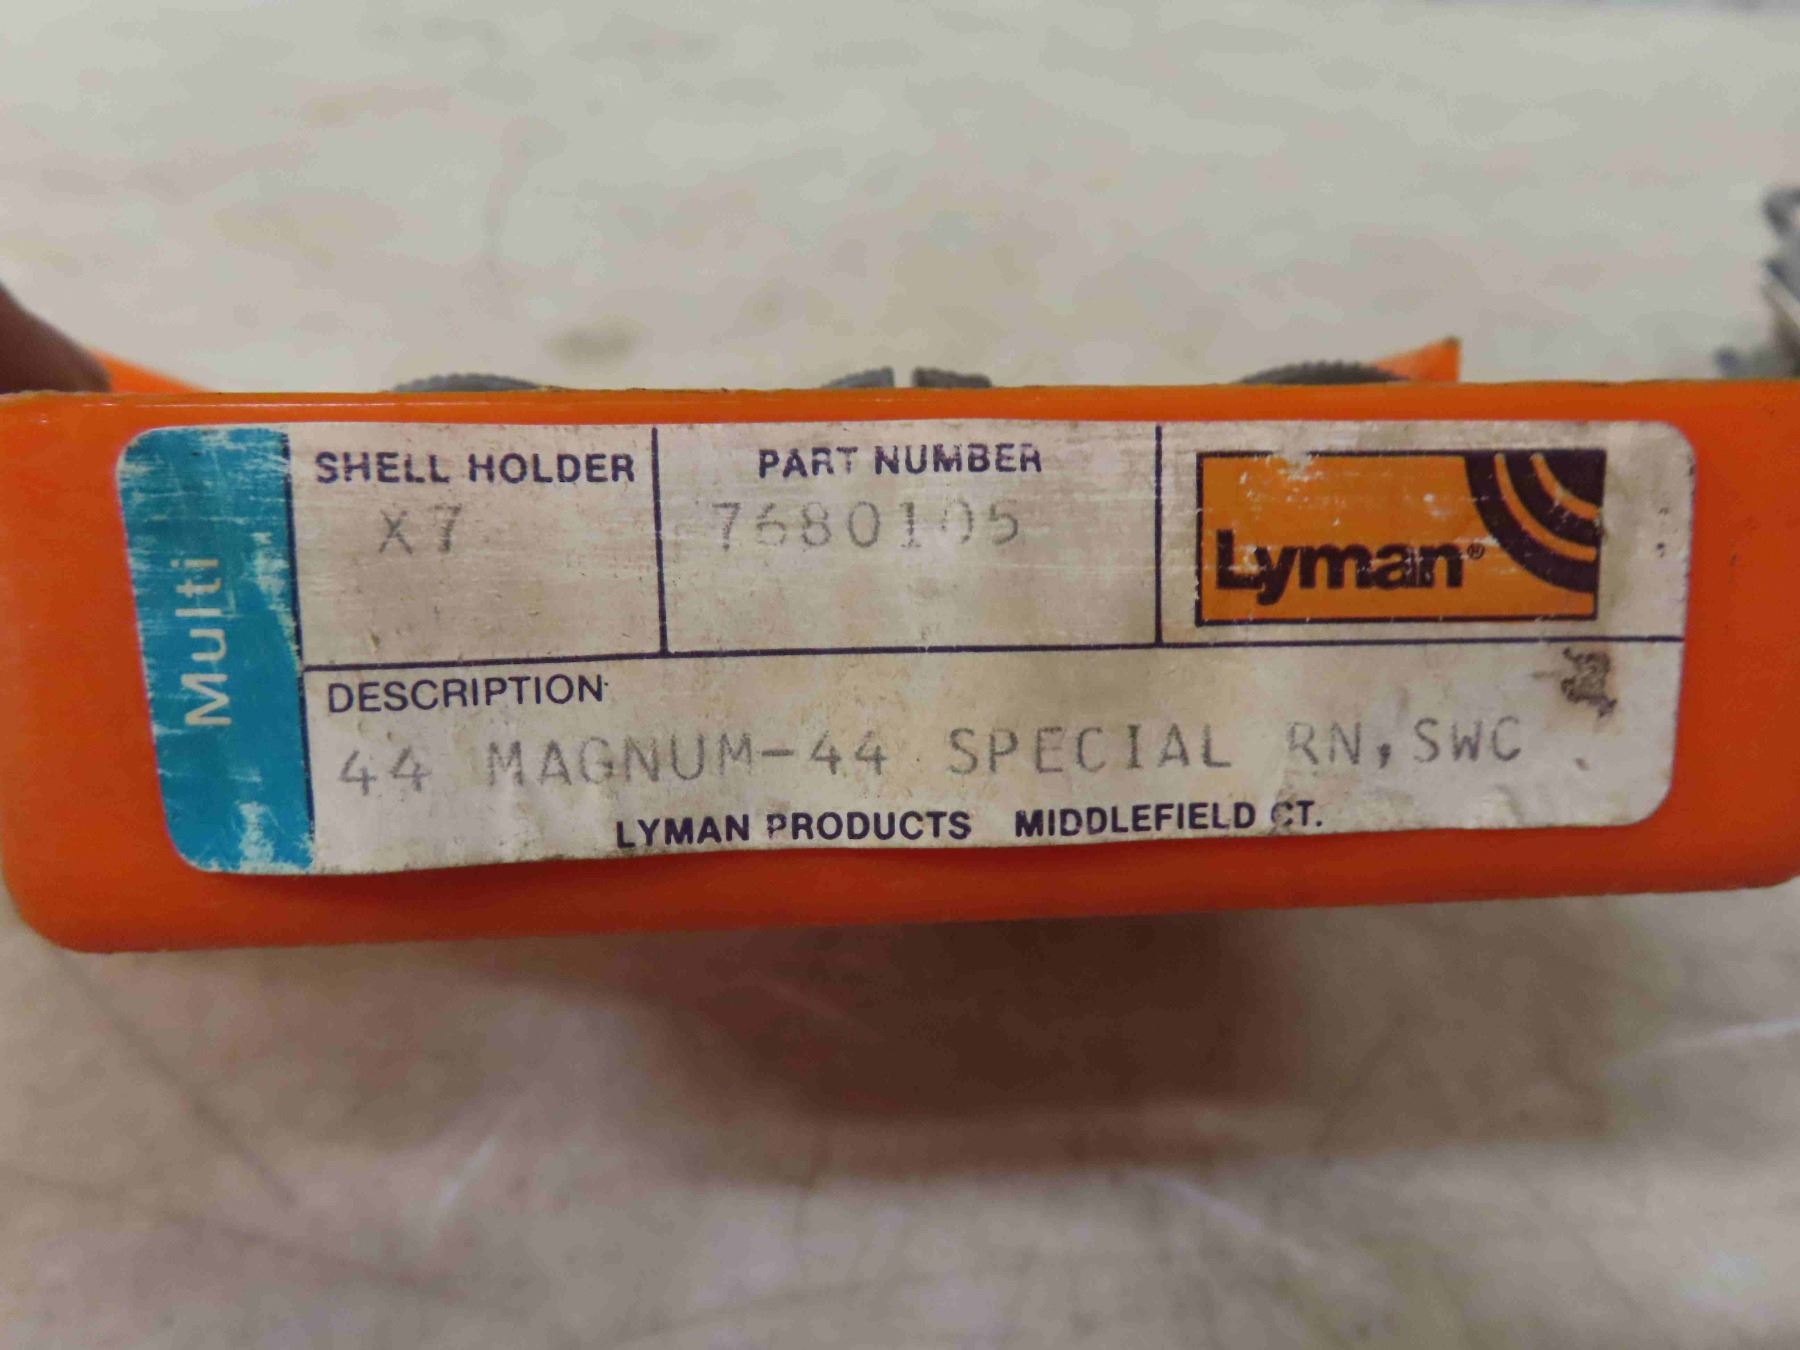 Multi
SHELL HOLDER
X7
PART NUMBER
7680105
Lyman®
DESCRIPTION
44 MAGNUM-44 SPECIAL RN,SWC
LYMAN PRODUCTS MIDDLEFIELD CT.